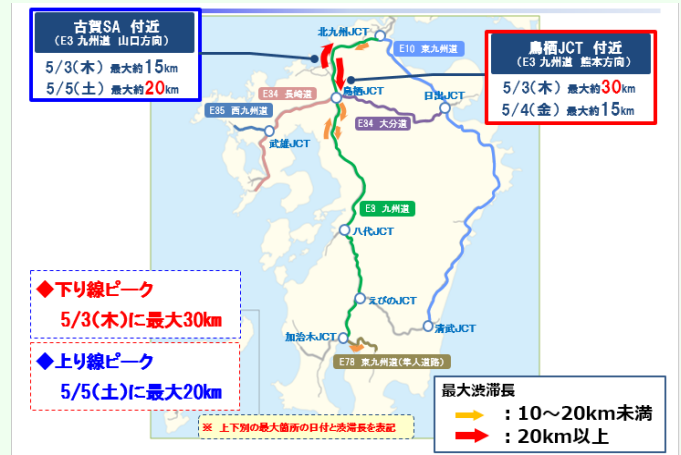 古賀SA 付近
(E3 九州道 山口方向)
5/3(木) 最大約15km
5/5(土) 最大約20km
鳥栖JCT 付近
(E3 九州道 熊本方向)
5/3(木) 最大約30km
5/4(金) 最大約15km
北九州JCT
E10 東九州道
鳥栖JCT
日出JCT
E34 長崎道
E35 西九州道
E34 大分道
武雄JCT
E3 九州道
八代JCT
えびのJCT
清武JCT
加治木JCT
E78 東九州道(隼人道路)
◆下り線ピーク
5/3(木)に最大30km
◆上り線ピーク
5/5(土)に最大20km
※ 上下別の最大箇所の日付と渋滞長を表記
最大渋滞長
：10～20km未満
：20km以上